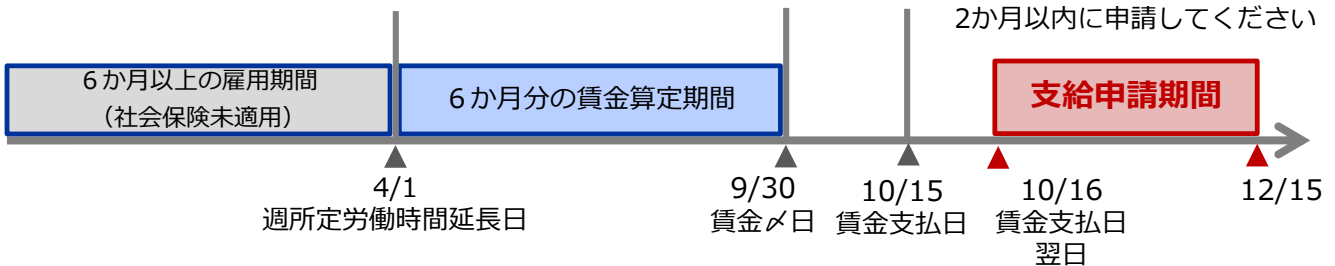 2か月以内に申請してください
６か月以上の雇用期間
（社会保険未適用）
６か月分の賃金算定期間
支給申請期間
4/1
週所定労働時間延長日
9/30
賃金〆日
10/15
賃金支払日
10/16
賃金支払日
翌日
12/15